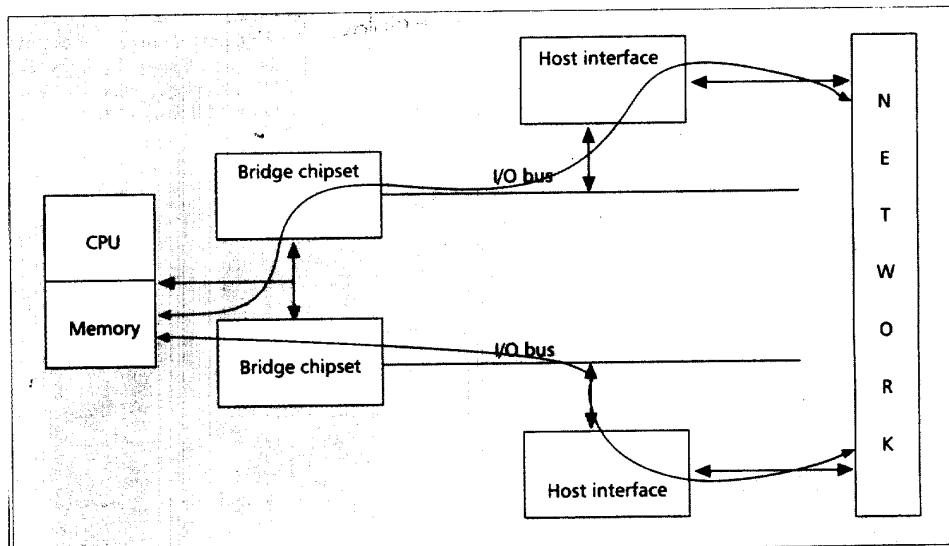 Host interface
Bridge chipset
I/O bus
CPU
Memory
I/O bus
Bridge chipset
Host interface
N
E
T
W
O
R
K